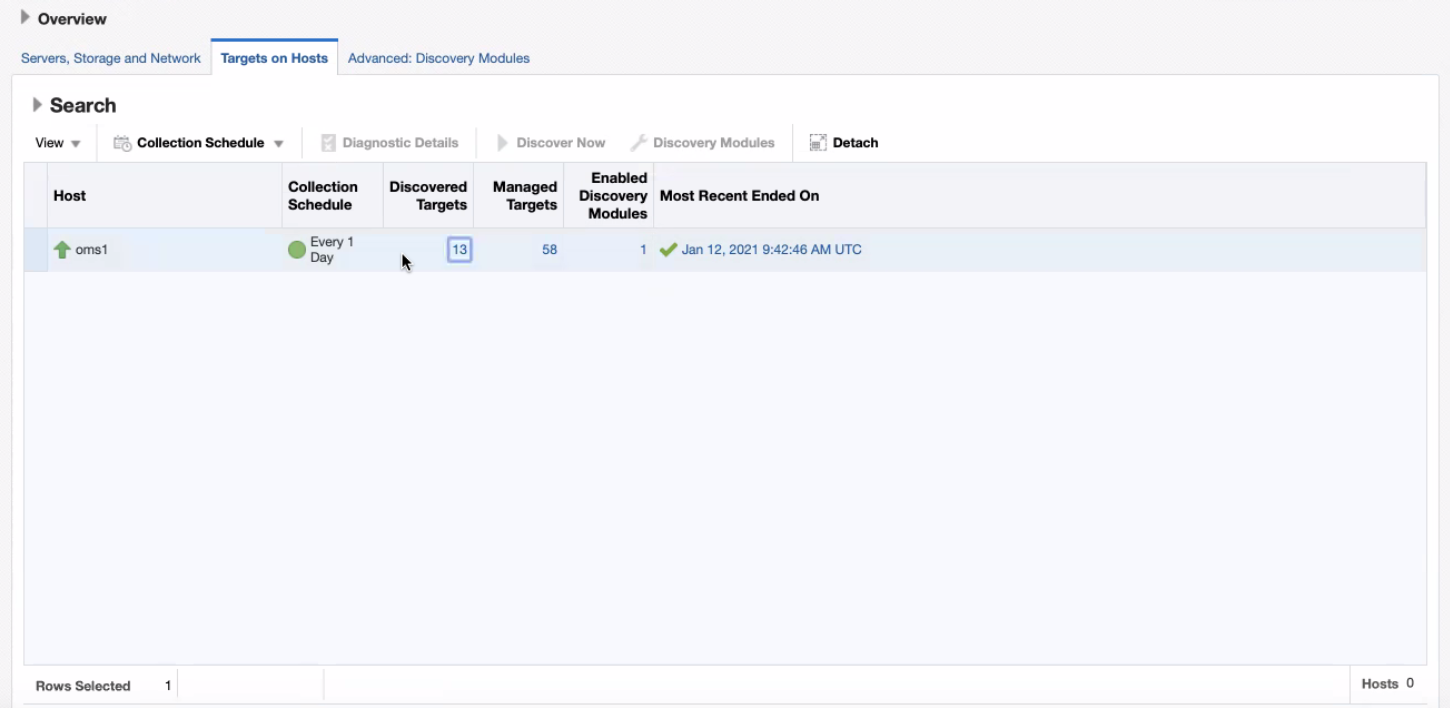 Overview
Servers, Storage and Network Targets on Hosts Advanced: Discovery Modules
Search
View Collection Schedule Diagnostic Details Discover Now Discovery Modules Detach
Host
Collection
Schedule
Discovered
Targets
Managed
Targets
Enabled
Discovery
Modules
Most Recent Ended On
oms1
Every 1
Day
13
58
1
Jan 12, 2021 9:42:46 AM UTC
Rows Selected 1
Hosts 0